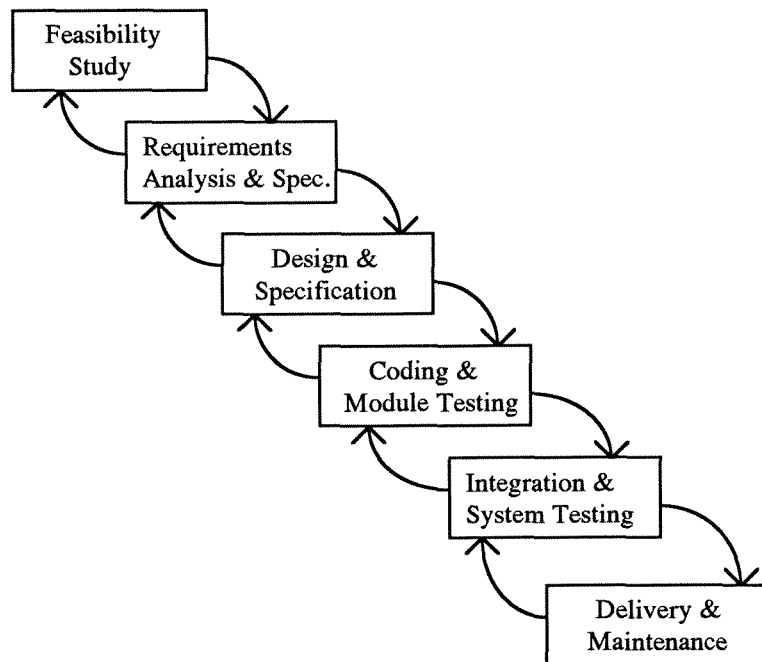 Feasibility
Study
Requirements
Analysis & Spec.
Design &
Specification
Coding &
Module Testing
Integration &
System Testing
Delivery &
Maintenance